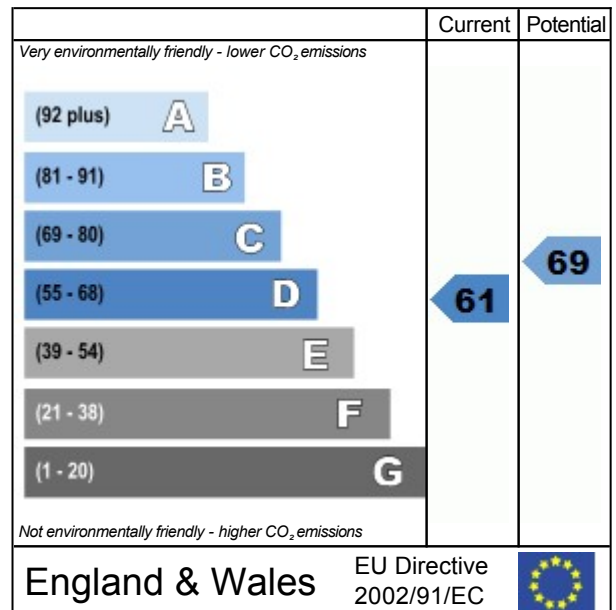 Current Potential
Very environmentally friendly - lower CO₂ emissions
(92 plus) A
(81 - 91) B
(69 - 80) C
(55 - 68) D
(39 - 54) E
(21 - 38) F
(1 - 20) G
61
69
Not environmentally friendly - higher CO₂ emissions
England & Wales
EU Directive
2002/91/EC